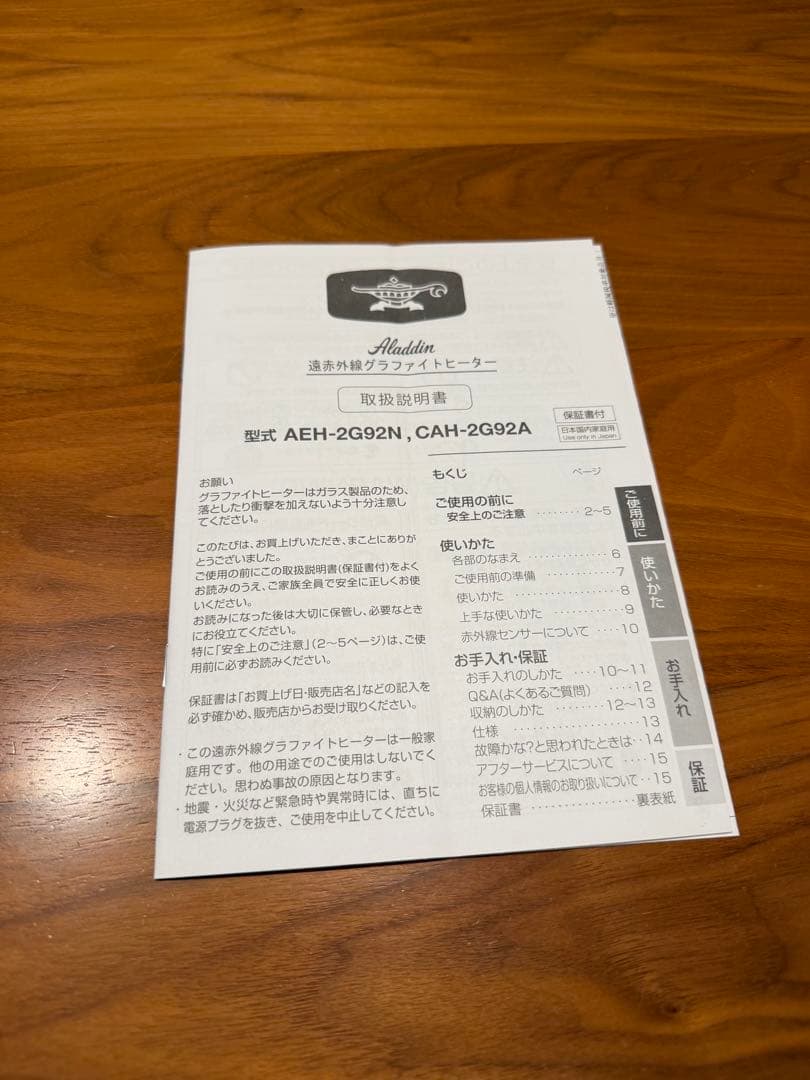 Aladdin
遠赤外線グラファイトヒーター
取扱説明書
型式 AEH-2G92N , CAH-2G92A
保証書付
日本国内家庭用
Use only in Japan
お願い
グラファイトヒーターはガラス製品のため、
落としたり衝撃を加えないよう十分注意し
てください。
このたびは、お買上げいただき、まことにありが
とうございました。
ご使用の前にこの取扱説明書(保証書付)をよく
お読みのうえ、ご家族全員で安全に正しくお使
いください。
お読みになった後は大切に保管し、必要なとき
にお役立てください。
特に「安全上のご注意」(2～5ページ)は、ご使
用前に必ずお読みください。
保証書は「お買上げ日・販売店名」などの記入を
必ず確かめ、販売店からお受け取りください。
・この遠赤外線グラファイトヒーターは一般家
庭用です。他の用途でのご使用はしないでく
ださい。思わぬ事故の原因となります。
・地震・火災など緊急時や異常時には、直ちに
電源プラグを抜き、ご使用を中止してください。
もくじ ページ
ご使用の前に
安全上のご注意 ········ 2～5
使いかた
各部のなまえ ·············· 6
ご使用前の準備 ·············· 7
使いかた ·················· 8
上手な使いかた ·············· 9
赤外線センサーについて ···· 10
お手入れ・保証
お手入れのしかた ···· 10～11
Q&A(よくあるご質問) ···· 12
収納のしかた ········ 12～13
仕様 ···················· 13
故障かな?と思われたときは ·· 14
アフターサービスについて ···· 15
お客様の個人情報のお取り扱いについて ·· 15
保証書 ················ 裏表紙
ご使用前に
使いかた
お手入れ
保証